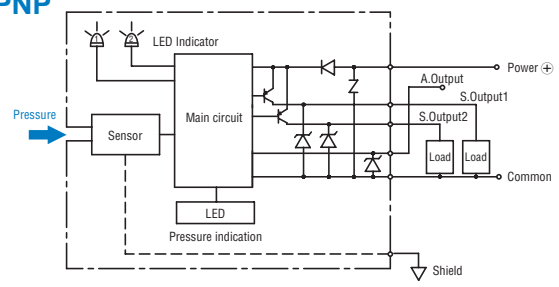 PNP
1
2
LED Indicator
Power ⊕
A.Output
S.Output1
Pressure
S.Output2
Sensor
Main circuit
Load
Load
Common
LED
Pressure indication
Shield